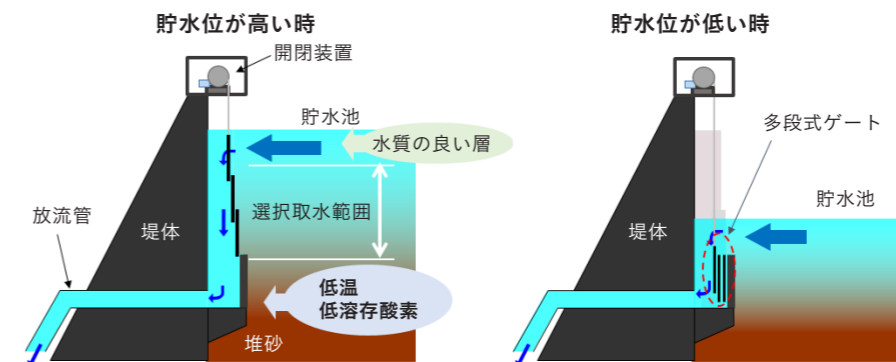 貯水位が高い時
開閉装置
貯水池
水質の良い層
選択取水範囲
放流管
堤体
低温
低溶存酸素
堆砂
貯水位が低い時
多段式ゲート
貯水池
堤体